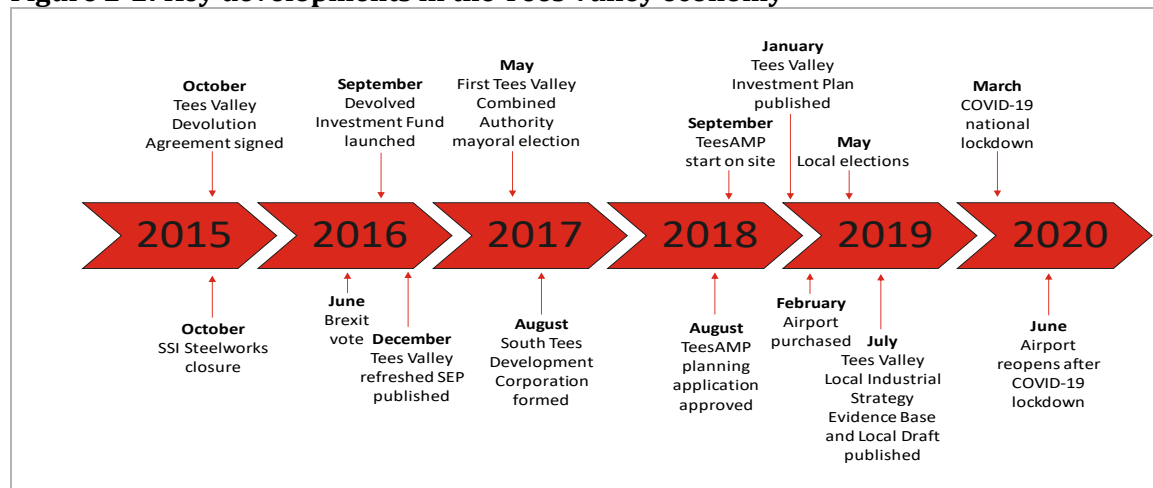 October
Tees Valley
Devolution
Agreement signed
September
Devolved
Investment Fund
launched
May
First Tees Valley
Combined
Authority
mayoral election
September
TeesAMP
start on site
January
Tees Valley
Investment Plan
published
May
Local elections
March
COVID-19
national
lockdown
2015
2016
2017
2018
2019
2020
October
SSI Steelworks
closure
June
Brexit
vote
December
Tees Valley
refreshed SEP
published
August
South Tees
Development
Corporation
formed
August
TeesAMP
planning
application
approved
February
Airport
purchased
July
Tees Valley
Local Industrial
Strategy
Evidence Base
and Local Draft
published
June
Airport
reopens after
COVID-19
lockdown